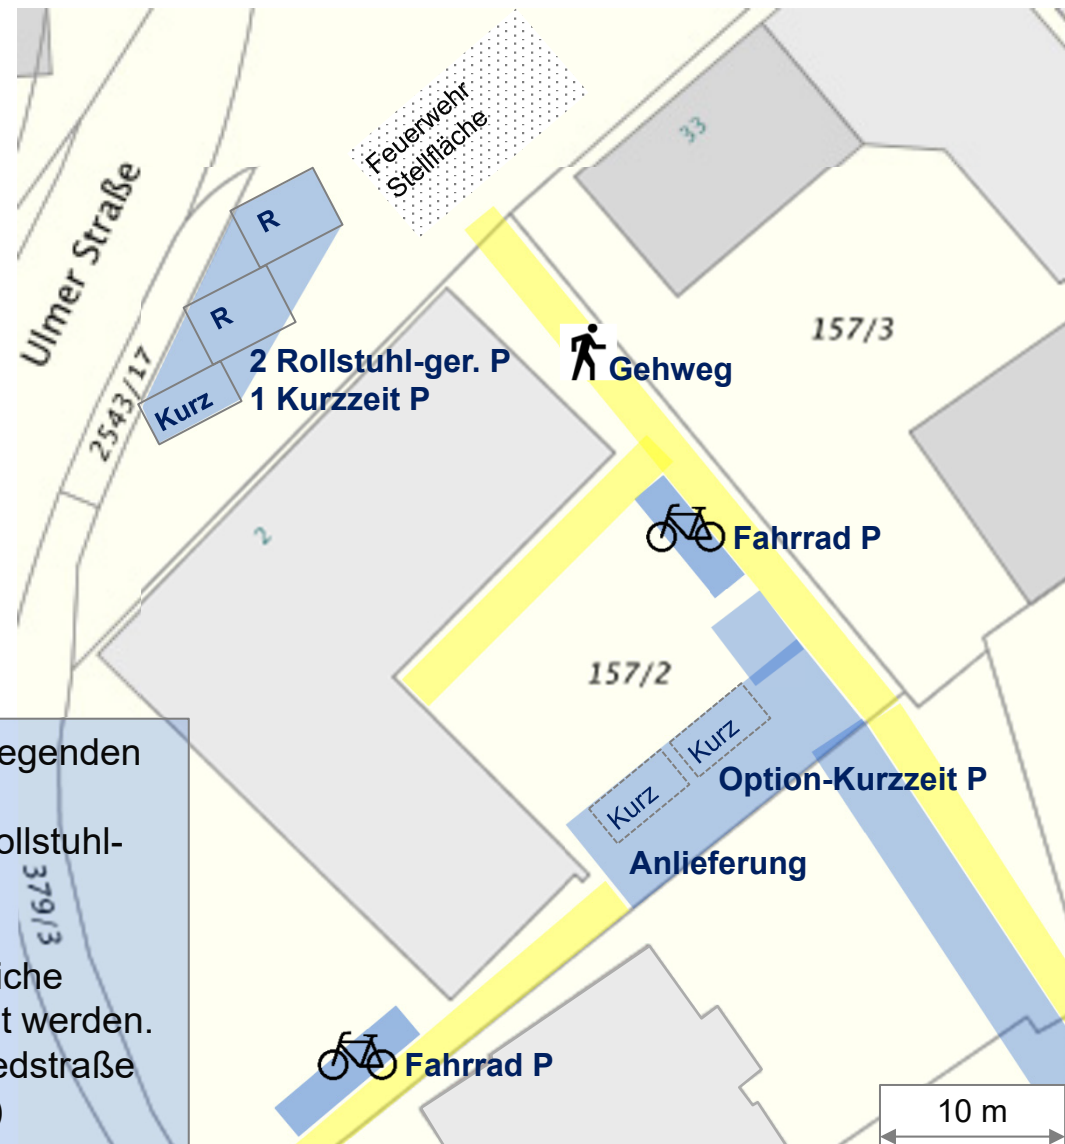 Feuerwehr
Stellfläche
33
Ulmer Straße
R
R
Kurz
2 Rollstuhl-ger. P
1 Kurzzeit P
2543/17
157/3
Gehweg
2
Fahrrad P
157/2
Kurz
Kurz
Option-Kurzzeit P
Anlieferung
egenden
ollstuhl-
379/3
iche
t werden.
edstraße
)
Fahrrad P
10 m